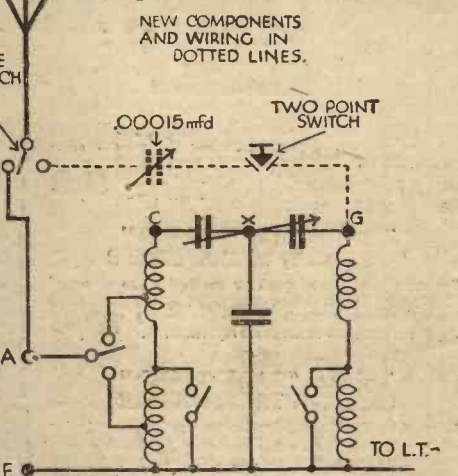 NEW COMPONENTS
AND WIRING IN
DOTTED LINES.
.00015 mfd
TWO POINT
SWITCH
C
X
G
A
E
TO L.T.-